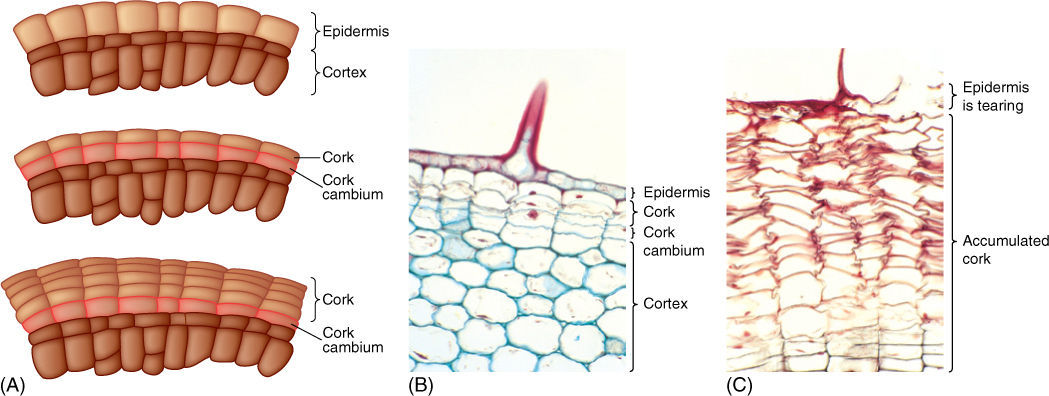 Epidermis
Cortex
Cork
Cork
cambium
Cork
Cork
cambium
(A)
Epidermis
Cork
Cork
cambium
Cortex
(B)
Epidermis
is tearing
Accumulated
cork
(C)